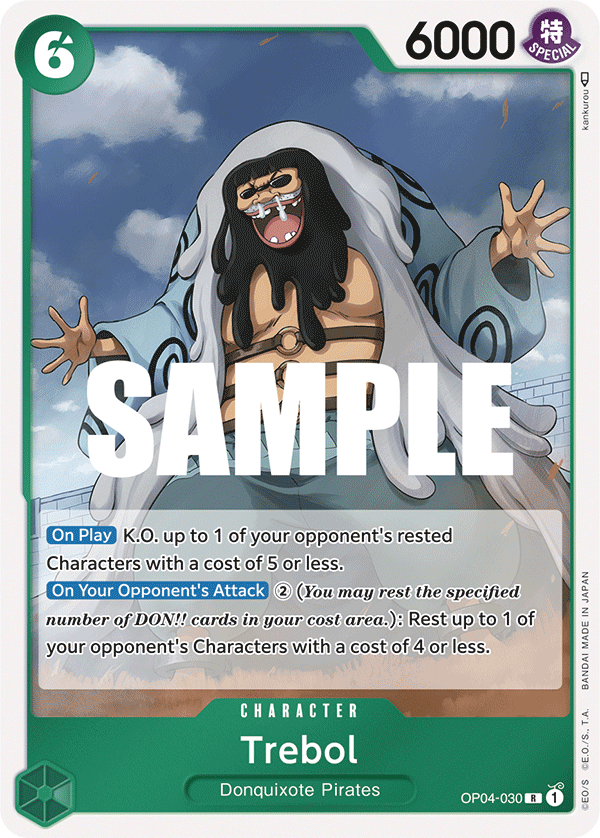 6
6000
特
SPECIAL
kankurou
SAMPLE
On Play K.O. up to 1 of your opponent's rested
Characters with a cost of 5 or less.
On Your Opponent's Attack ② (You may rest the specified
number of DON!! cards in your cost area.): Rest up to 1 of
your opponent's Characters with a cost of 4 or less.
©EO/S ©E.O./S., T.A. BANDAI MADE IN JAPAN
CHARACTER
Trebol
Donquixote Pirates
OP04-030 R 1